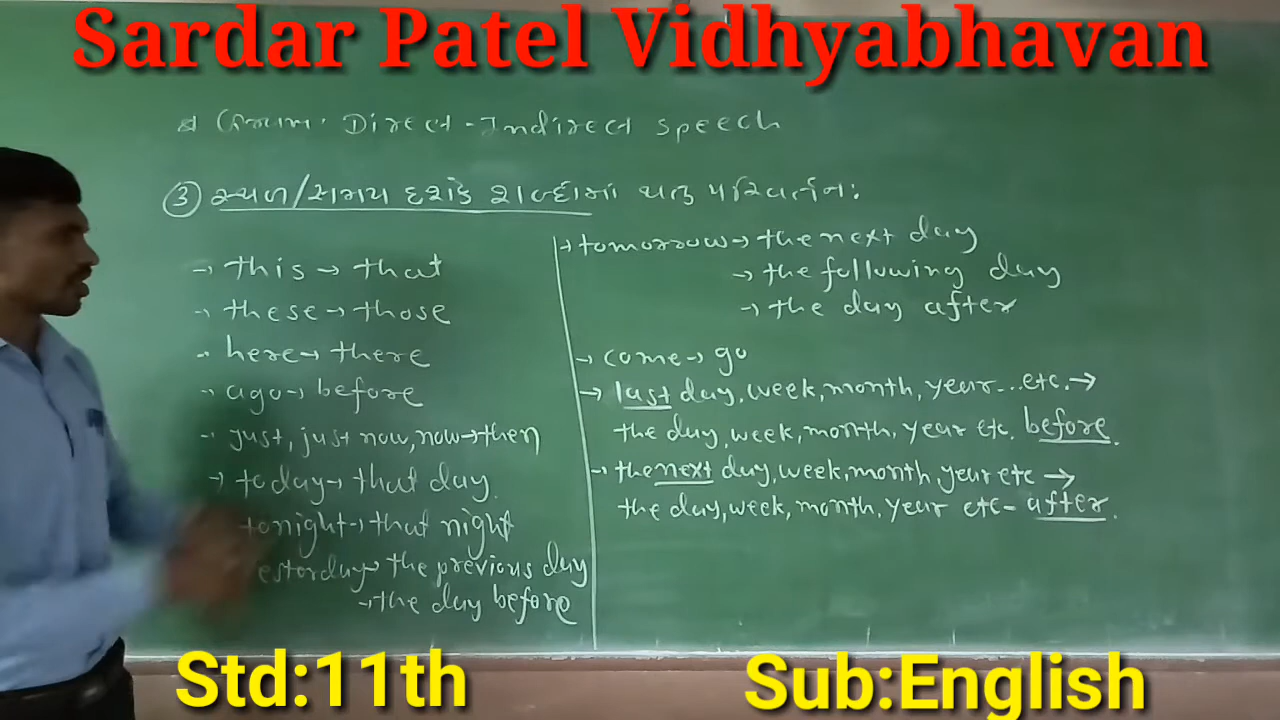 Sardar Patel Vidhyabhavan
Direct-Indirect speech
③ સ્થળ/સમય દર્શક શબ્દોમાં થતુ પરિવર્તન:
→ this → that
→ these → those
→ here → there
→ ago → before
→ just, just now, now → then
→ today → that day.
tonight → that night
yesterday → the previous day
→ the day before
→ tomorrow → the next day
→ the following day
→ the day after
→ come → go
→ last day, week, month, year...etc. →
the day, week, month, year etc. before.
→ the next day, week, month, year etc →
the day, week, month, year etc- after.
Std:11th
Sub:English